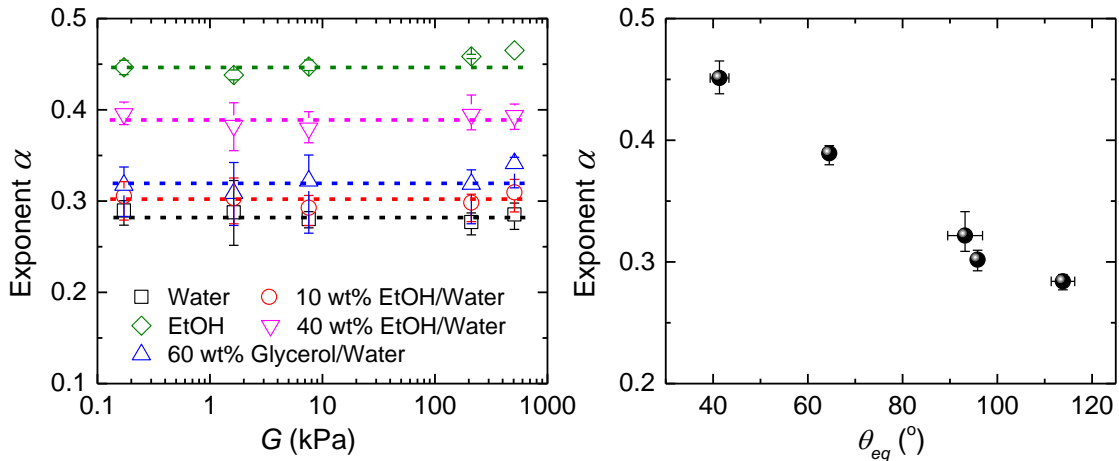 Exponent α
0.5
0.4
0.3
0.2
0.1
Water
10 wt% EtOH/Water
EtOH
40 wt% EtOH/Water
60 wt% Glycerol/Water
0.1
1
10
100
1000
G (kPa)
Exponent α
0.5
0.4
0.3
0.2
40
60
80
100
120
θeq (°)